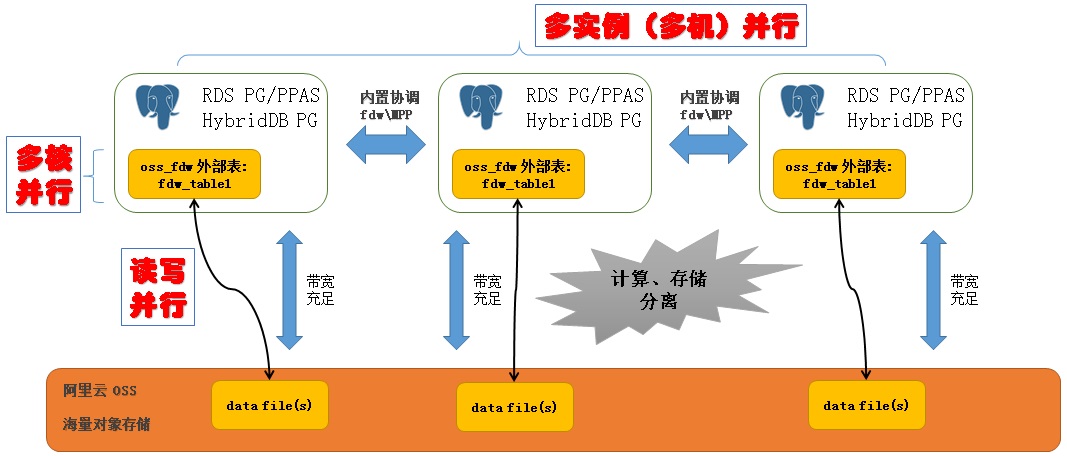 多实例（多机）并行
RDS PG/PPAS
HybridDB PG
oss_fdw 外部表:
fdw_table1
内置协调
fdw\MPP
RDS PG/PPAS
HybridDB PG
oss_fdw 外部表:
fdw_table1
内置协调
fdw\MPP
RDS PG/PPAS
HybridDB PG
oss_fdw 外部表:
fdw_table1
多核
并行
读写
并行
带宽
充足
带宽
充足
计算、存储
分离
带宽
充足
阿里云 OSS
海量对象存储
data file(s)
data file(s)
data file(s)